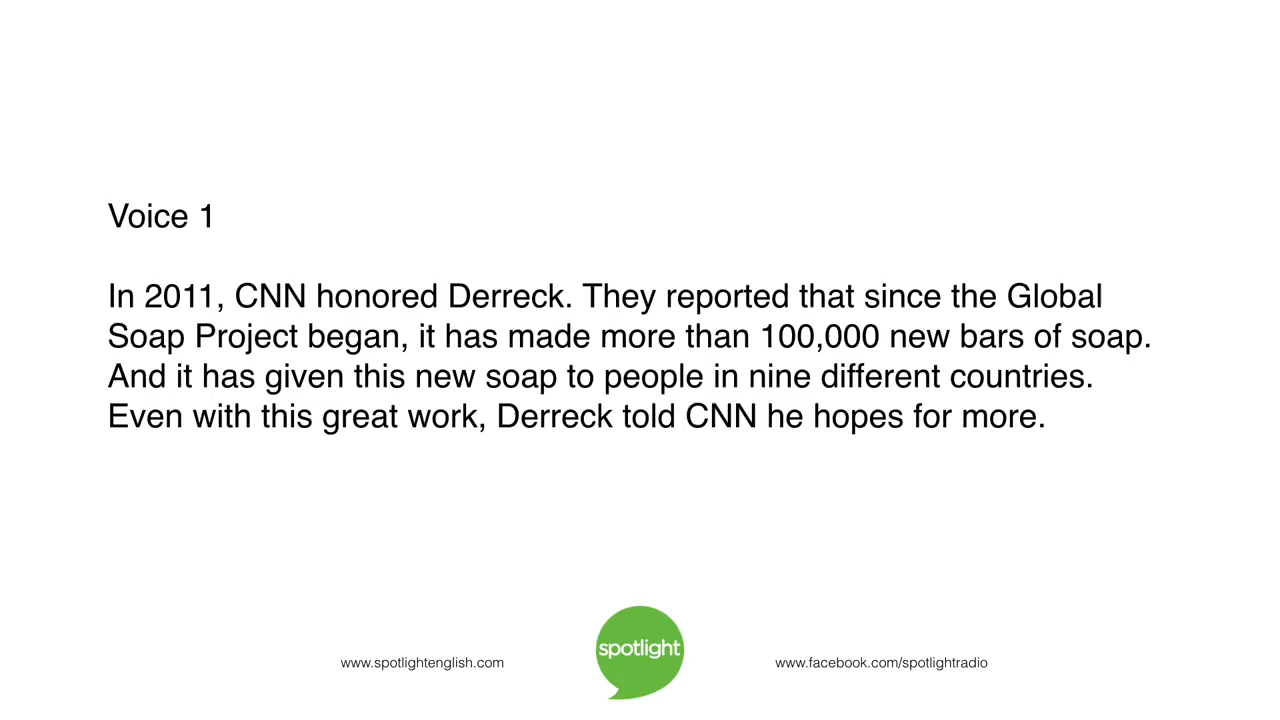 Voice 1
In 2011, CNN honored Derreck. They reported that since the Global
Soap Project began, it has made more than 100,000 new bars of soap.
And it has given this new soap to people in nine different countries.
Even with this great work, Derreck told CNN he hopes for more.
www.spotlightenglish.com
spotlight
www.facebook.com/spotlightradio